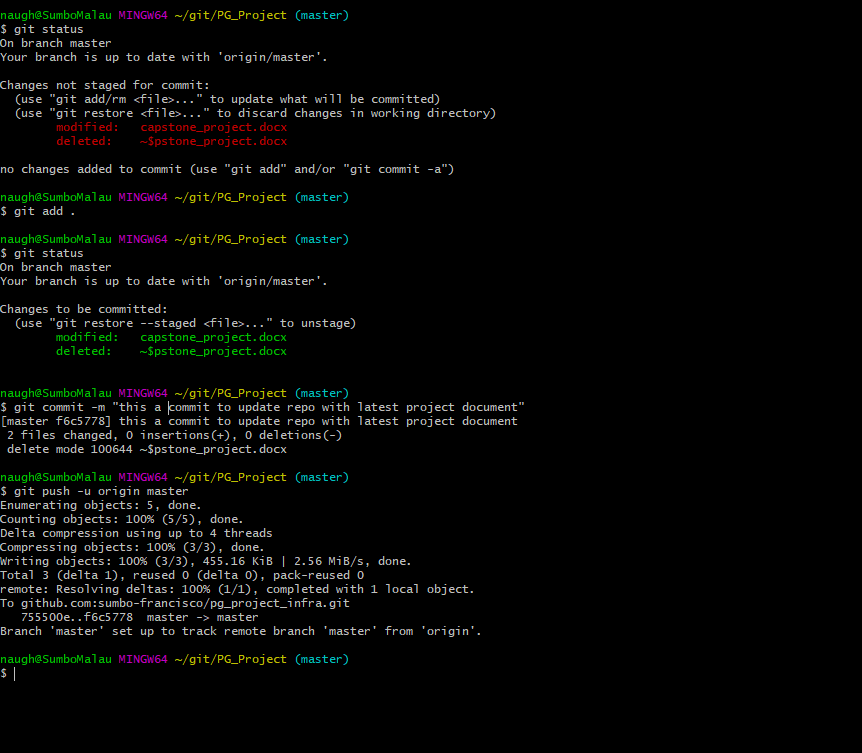 naugh@SumboMalau MINGW64 ~/git/PG_Project (master)
$ git status
On branch master
Your branch is up to date with 'origin/master'.
Changes not staged for commit:
  (use "git add/rm <file>..." to update what will be committed)
  (use "git restore <file>..." to discard changes in working directory)
        modified:   capstone_project.docx
        deleted:    ~$pstone_project.docx
no changes added to commit (use "git add" and/or "git commit -a")
naugh@SumboMalau MINGW64 ~/git/PG_Project (master)
$ git add .
naugh@SumboMalau MINGW64 ~/git/PG_Project (master)
$ git status
On branch master
Your branch is up to date with 'origin/master'.
Changes to be committed:
  (use "git restore --staged <file>..." to unstage)
        modified:   capstone_project.docx
        deleted:    ~$pstone_project.docx
naugh@SumboMalau MINGW64 ~/git/PG_Project (master)
$ git commit -m "this a commit to update repo with latest project document"
[master f6c5778] this a commit to update repo with latest project document
 2 files changed, 0 insertions(+), 0 deletions(-)
 delete mode 100644 ~$pstone_project.docx
naugh@SumboMalau MINGW64 ~/git/PG_Project (master)
$ git push -u origin master
Enumerating objects: 5, done.
Counting objects: 100% (5/5), done.
Delta compression using up to 4 threads
Compressing objects: 100% (3/3), done.
Writing objects: 100% (3/3), 455.16 KiB | 2.56 MiB/s, done.
Total 3 (delta 1), reused 0 (delta 0), pack-reused 0
remote: Resolving deltas: 100% (1/1), completed with 1 local object.
To github.com:sumbo-francisco/pg_project_infra.git
   755500e..f6c5778  master -> master
Branch 'master' set up to track remote branch 'master' from 'origin'.
naugh@SumboMalau MINGW64 ~/git/PG_Project (master)
$